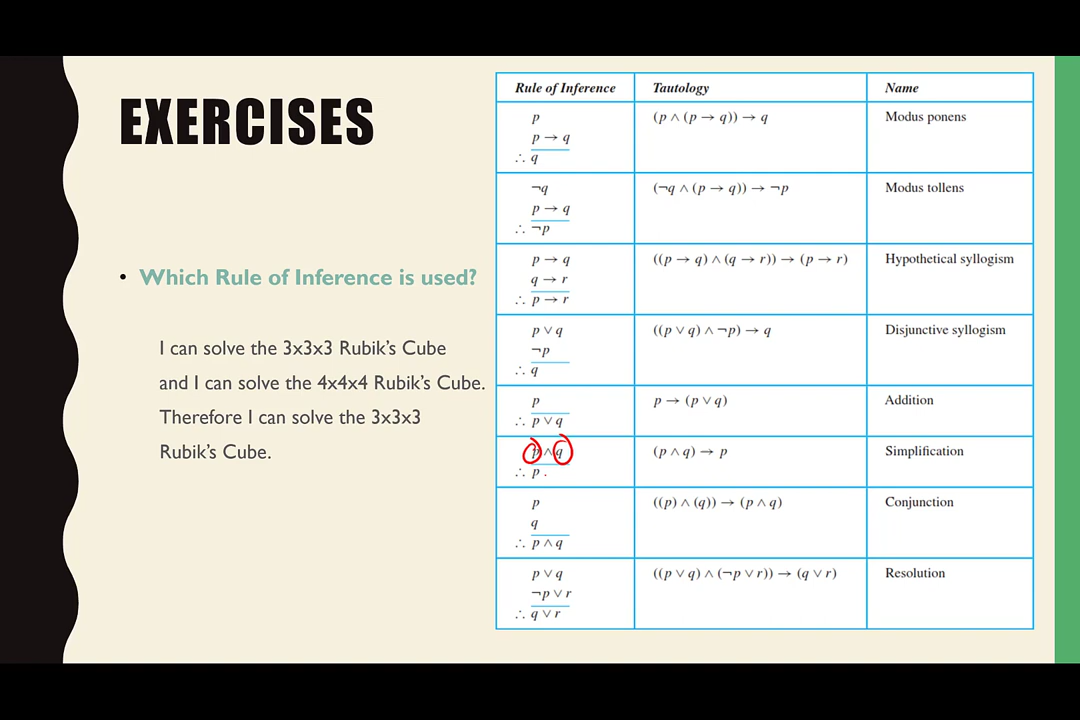 EXERCISES
• Which Rule of Inference is used?
I can solve the 3x3x3 Rubik's Cube
and I can solve the 4x4x4 Rubik's Cube.
Therefore I can solve the 3x3x3
Rubik's Cube.
Rule of Inference Tautology Name
p (p ∧ (p → q)) → q Modus ponens
p → q
∴ q
¬q (¬q ∧ (p → q)) → ¬p Modus tollens
p → q
∴ ¬p
p → q ((p → q) ∧ (q → r)) → (p → r) Hypothetical syllogism
q → r
∴ p → r
p ∨ q ((p ∨ q) ∧ ¬p) → q Disjunctive syllogism
¬p
∴ q
p p → (p ∨ q) Addition
∴ p ∨ q
p ∧ q (p ∧ q) → p Simplification
∴ p .
p ((p) ∧ (q)) → (p ∧ q) Conjunction
q
∴ p ∧ q
p ∨ q ((p ∨ q) ∧ (¬p ∨ r)) → (q ∨ r) Resolution
¬p ∨ r
∴ q ∨ r